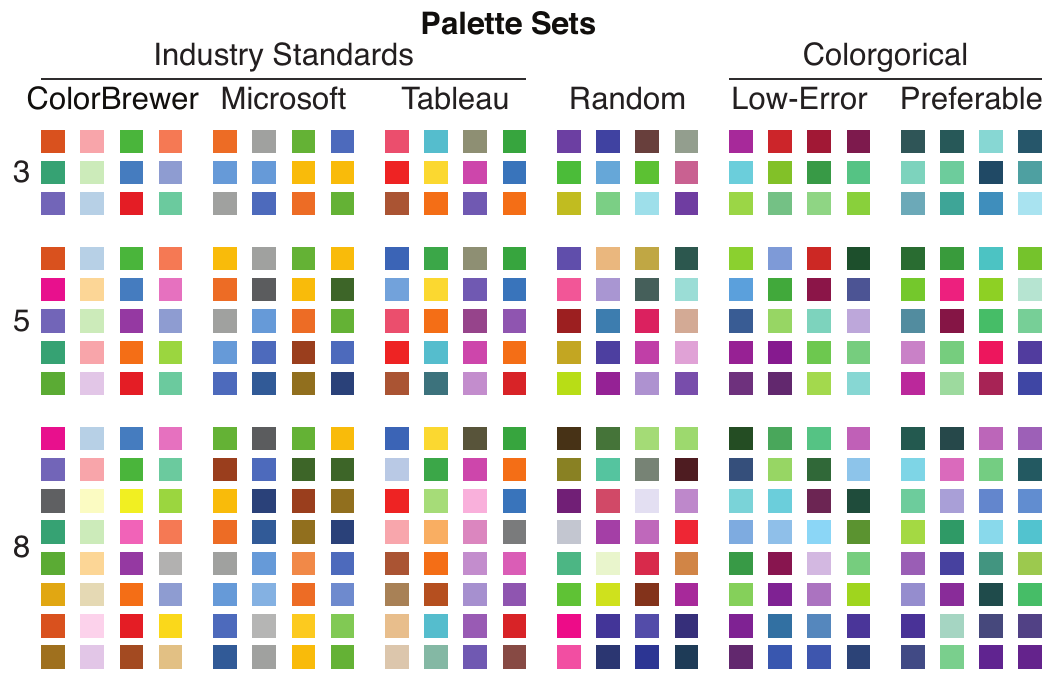 Palette Sets
Industry Standards Colorgorical
ColorBrewer Microsoft Tableau Random Low-Error Preferable
3
5
8